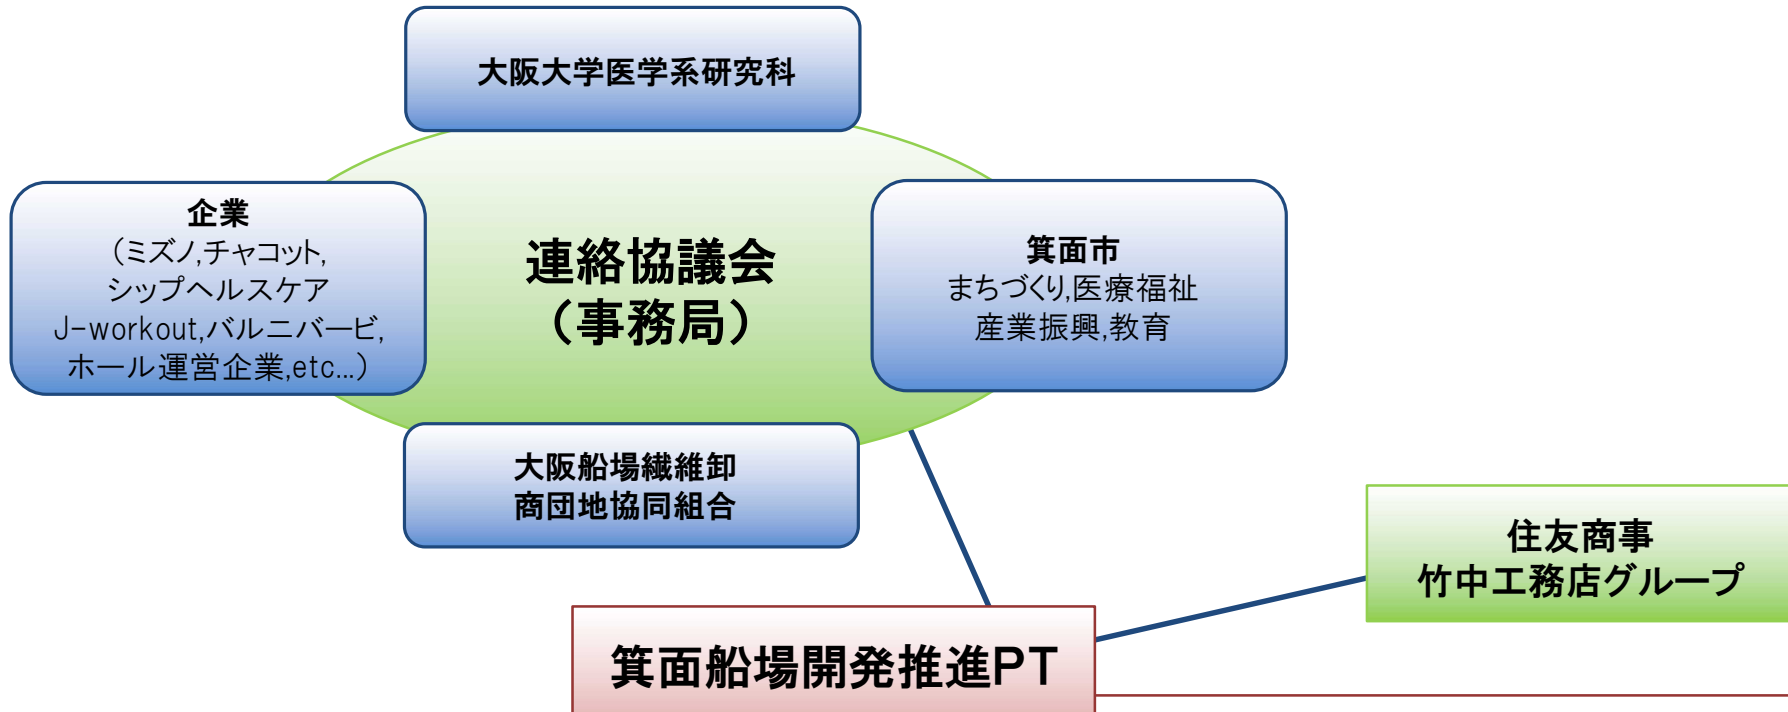 大阪大学医学系研究科
企業
（ミズノ,チャコット,
シップヘルスケア
J-workout,バルニバービ,
ホール運営企業,etc...）
連絡協議会
（事務局）
箕面市
まちづくり,医療福祉
産業振興,教育
大阪船場繊維卸
商団地協同組合
住友商事
竹中工務店グループ
箕面船場開発推進PT